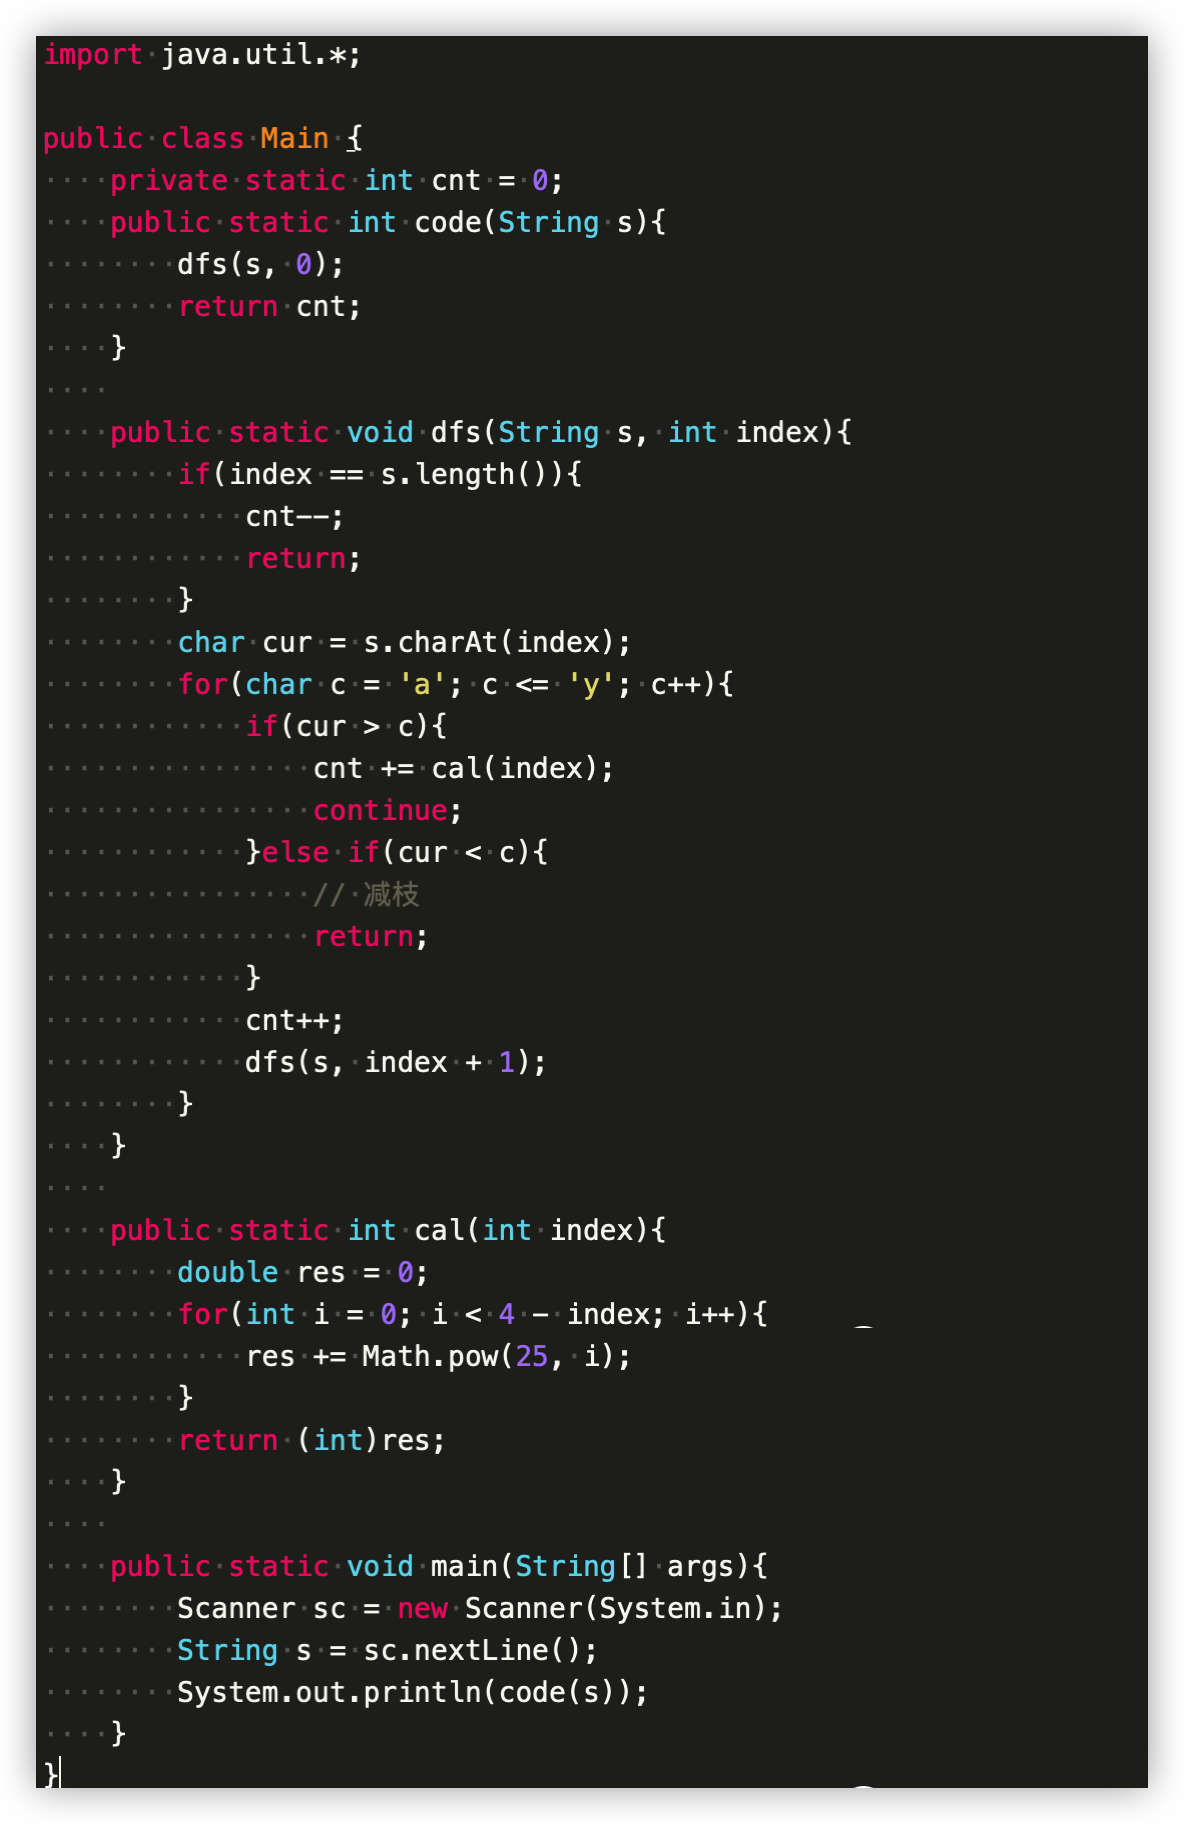 import java.util.*;

public class Main {
    private static int cnt = 0;
    public static int code(String s){
        dfs(s, 0);
        return cnt;
    }
    
    public static void dfs(String s, int index){
        if(index == s.length()){
            cnt--;
            return;
        }
        char cur = s.charAt(index);
        for(char c = 'a'; c <= 'y'; c++){
            if(cur > c){
                cnt += cal(index);
                continue;
            }else if(cur < c){
                // 减枝
                return;
            }
            cnt++;
            dfs(s, index + 1);
        }
    }
    
    public static int cal(int index){
        double res = 0;
        for(int i = 0; i < 4 - index; i++){
            res += Math.pow(25, i);
        }
        return (int)res;
    }
    
    public static void main(String[] args){
        Scanner sc = new Scanner(System.in);
        String s = sc.nextLine();
        System.out.println(code(s));
    }
}